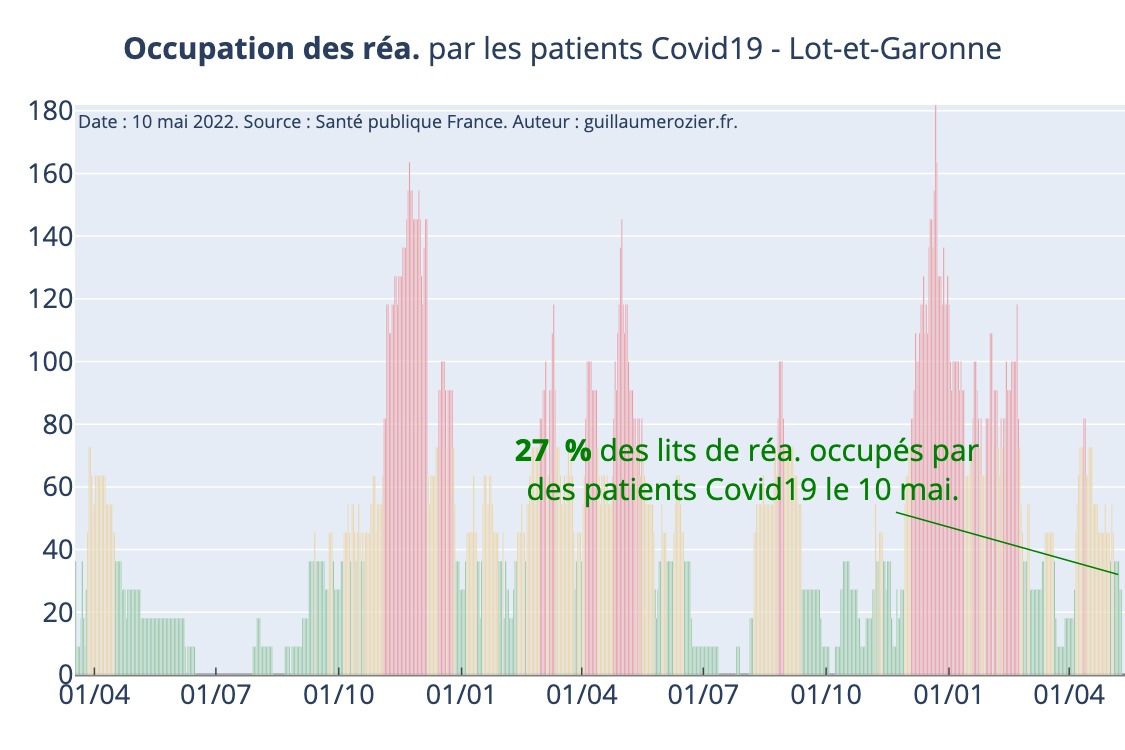 Occupation des réa. par les patients Covid19 - Lot-et-Garonne
180
Date : 10 mai 2022. Source : Santé publique France. Auteur : guillaumerozier.fr.
160
140
120
100
80
27 % des lits de réa. occupés par
60
des patients Covid19 le 10 mai.
40
20
0
01/04 01/07 01/10 01/01 01/04 01/07 01/10 01/01 01/04